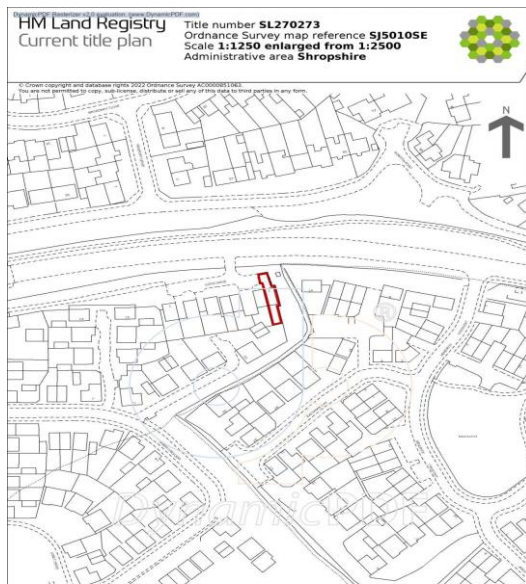 DynamicPDF Rasterizer v2.0 evaluation (www.DynamicPDF.com)
HM Land Registry
Current title plan
Title number SL270273
Ordnance Survey map reference SJ5010SE
Scale 1:1250 enlarged from 1:2500
Administrative area Shropshire
© Crown copyright and database rights 2022 Ordnance Survey AC0000851063.
You are not permitted to copy, sub-license, distribute or sell any of this data to third parties in any form.
N
®
DynamicPDF